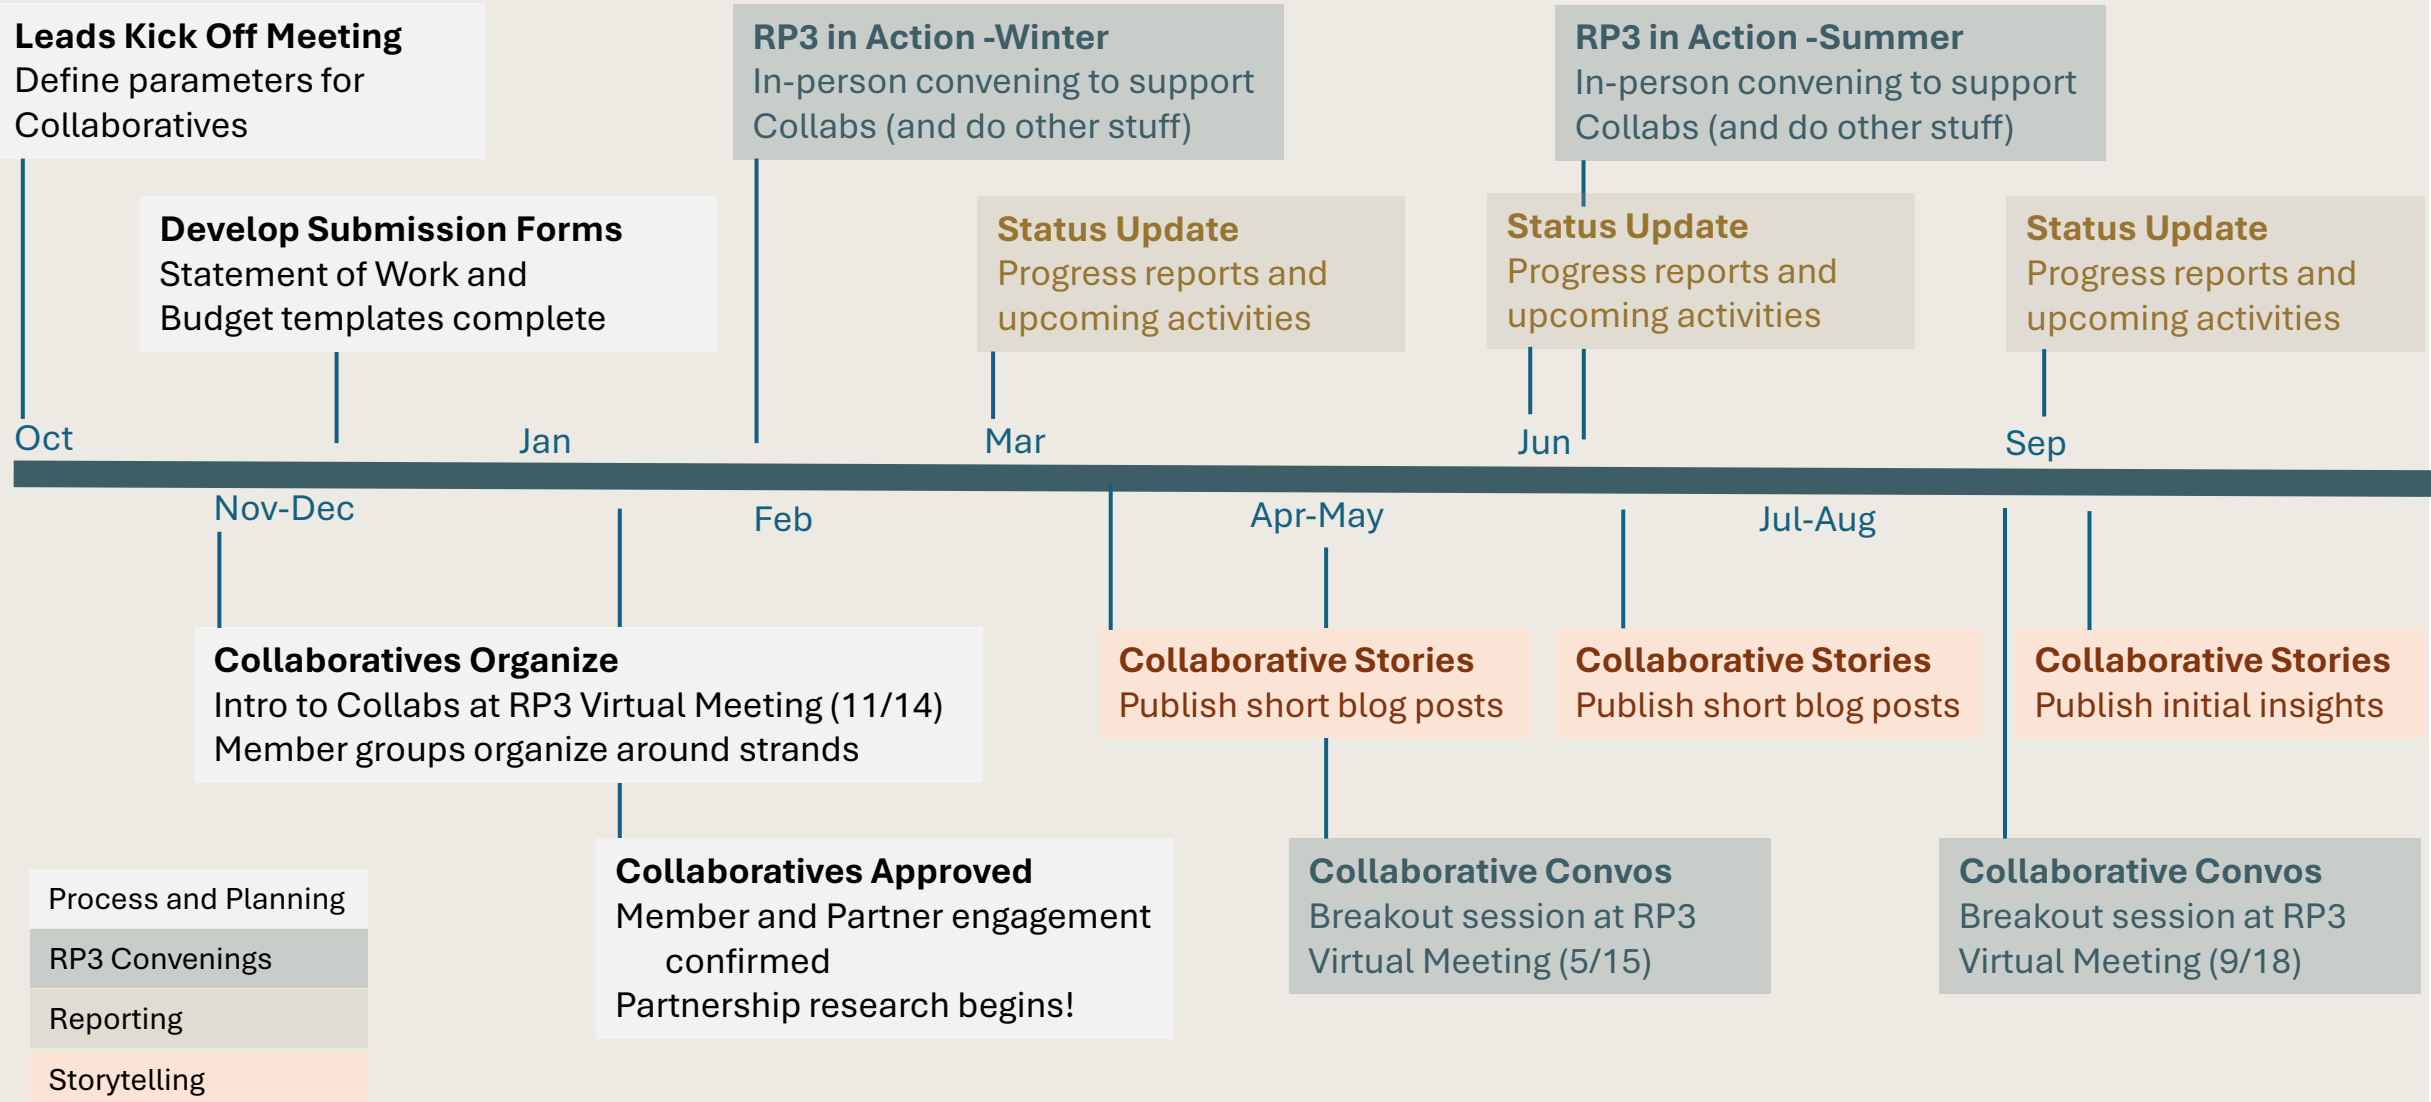 Leads Kick Off Meeting
Define parameters for
Collaboratives
RP3 in Action -Winter
In-person convening to support
Collabs (and do other stuff)
RP3 in Action -Summer
In-person convening to support
Collabs (and do other stuff)
Develop Submission Forms
Statement of Work and
Budget templates complete
Status Update
Progress reports and
upcoming activities
Status Update
Progress reports and
upcoming activities
Status Update
Progress reports and
upcoming activities
Oct
Jan
Mar
Jun
Sep
Nov-Dec
Feb
Apr-May
Jul-Aug
Collaboratives Organize
Intro to Collabs at RP3 Virtual Meeting (11/14)
Member groups organize around strands
Collaborative Stories
Publish short blog posts
Collaborative Stories
Publish short blog posts
Collaborative Stories
Publish initial insights
Collaboratives Approved
Member and Partner engagement
confirmed
Partnership research begins!
Collaborative Convos
Breakout session at RP3
Virtual Meeting (5/15)
Collaborative Convos
Breakout session at RP3
Virtual Meeting (9/18)
Process and Planning
RP3 Convenings
Reporting
Storytelling